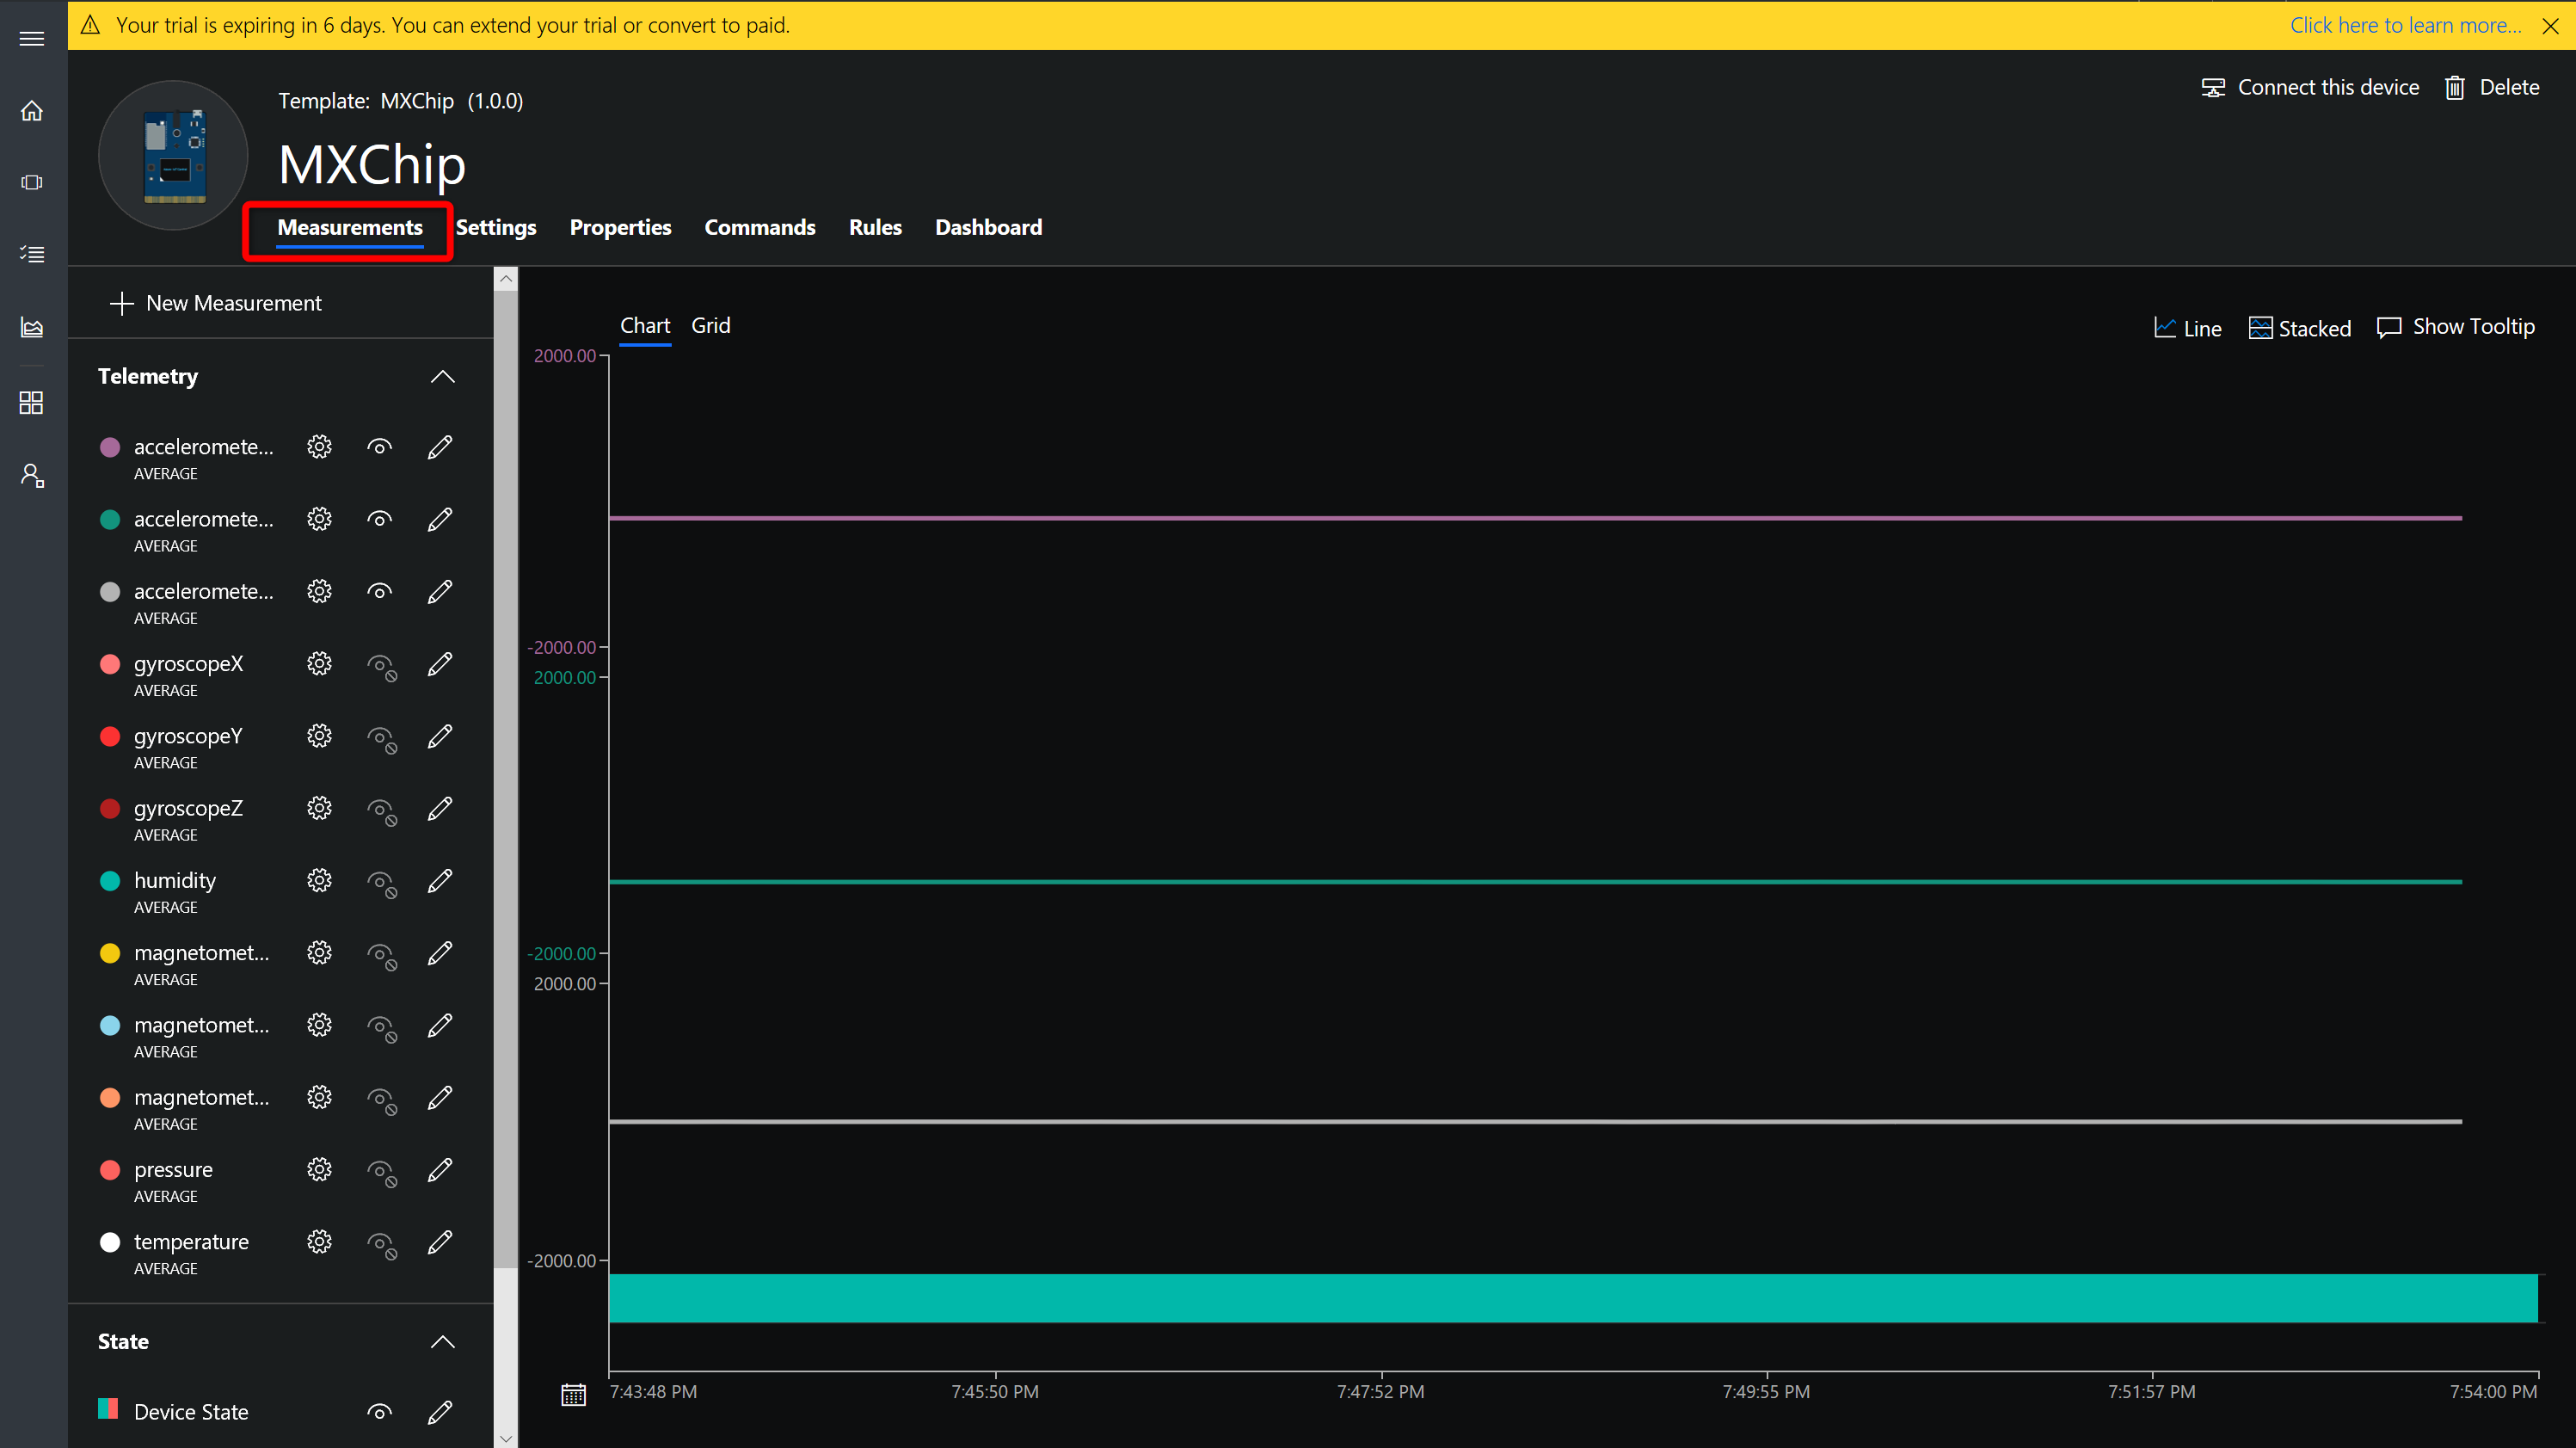 Your trial is expiring in 6 days. You can extend your trial or convert to paid.
Click here to learn more...
Template: MXChip (1.0.0)
Connect this device
Delete
MXChip
Measurements
Settings
Properties
Commands
Rules
Dashboard
New Measurement
Chart
Grid
Line
Stacked
Show Tooltip
Telemetry
acceleromete...
AVERAGE
acceleromete...
AVERAGE
acceleromete...
AVERAGE
gyroscopeX
AVERAGE
gyroscopeY
AVERAGE
gyroscopeZ
AVERAGE
humidity
AVERAGE
magnetomet...
AVERAGE
magnetomet...
AVERAGE
magnetomet...
AVERAGE
pressure
AVERAGE
temperature
AVERAGE
State
Device State
2000.00
-2000.00
2000.00
-2000.00
2000.00
-2000.00
7:43:48 PM
7:45:50 PM
7:47:52 PM
7:49:55 PM
7:51:57 PM
7:54:00 PM